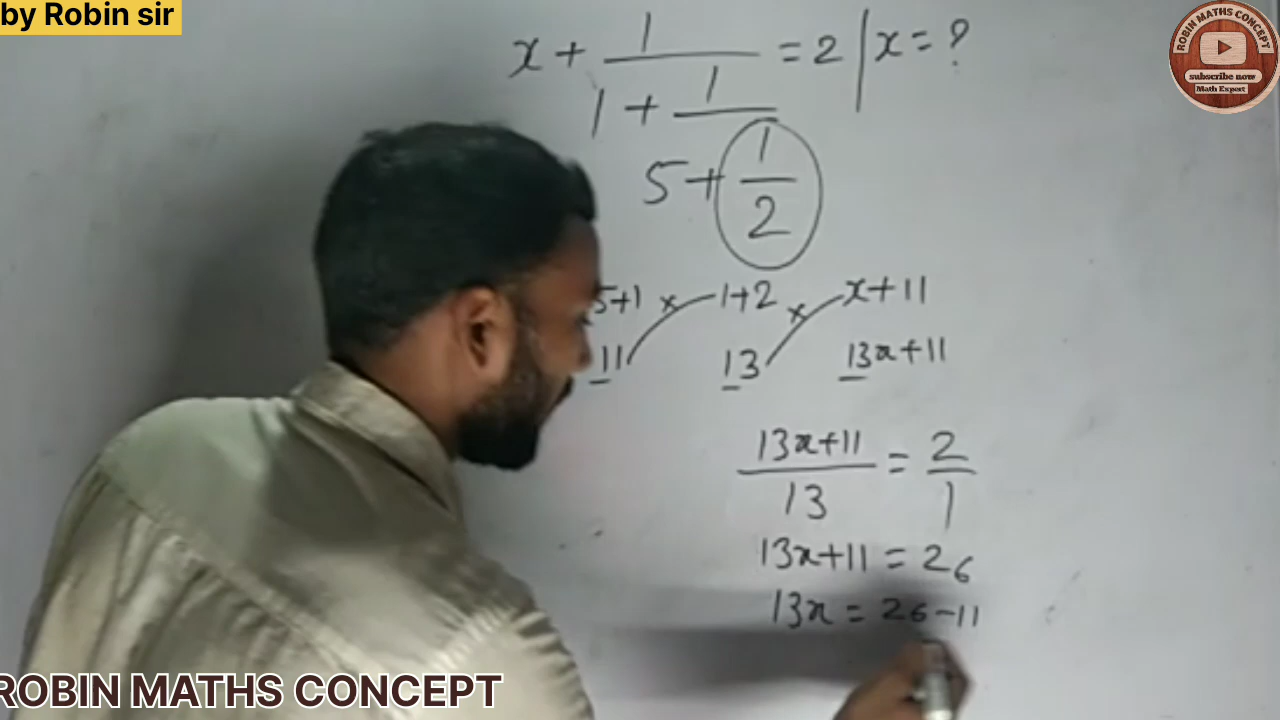 by Robin sir
ROBIN MATHS CONCEPT
subscribe now
Math Expert
x + 1 = 2 | x = ?
1 + 1
5 + 1
2
5+1 × 1+2 × x+11
11 13 13x+11
13x+11 = 2
13 1
13x+11 = 26
13x = 26-11
ROBIN MATHS CONCEPT